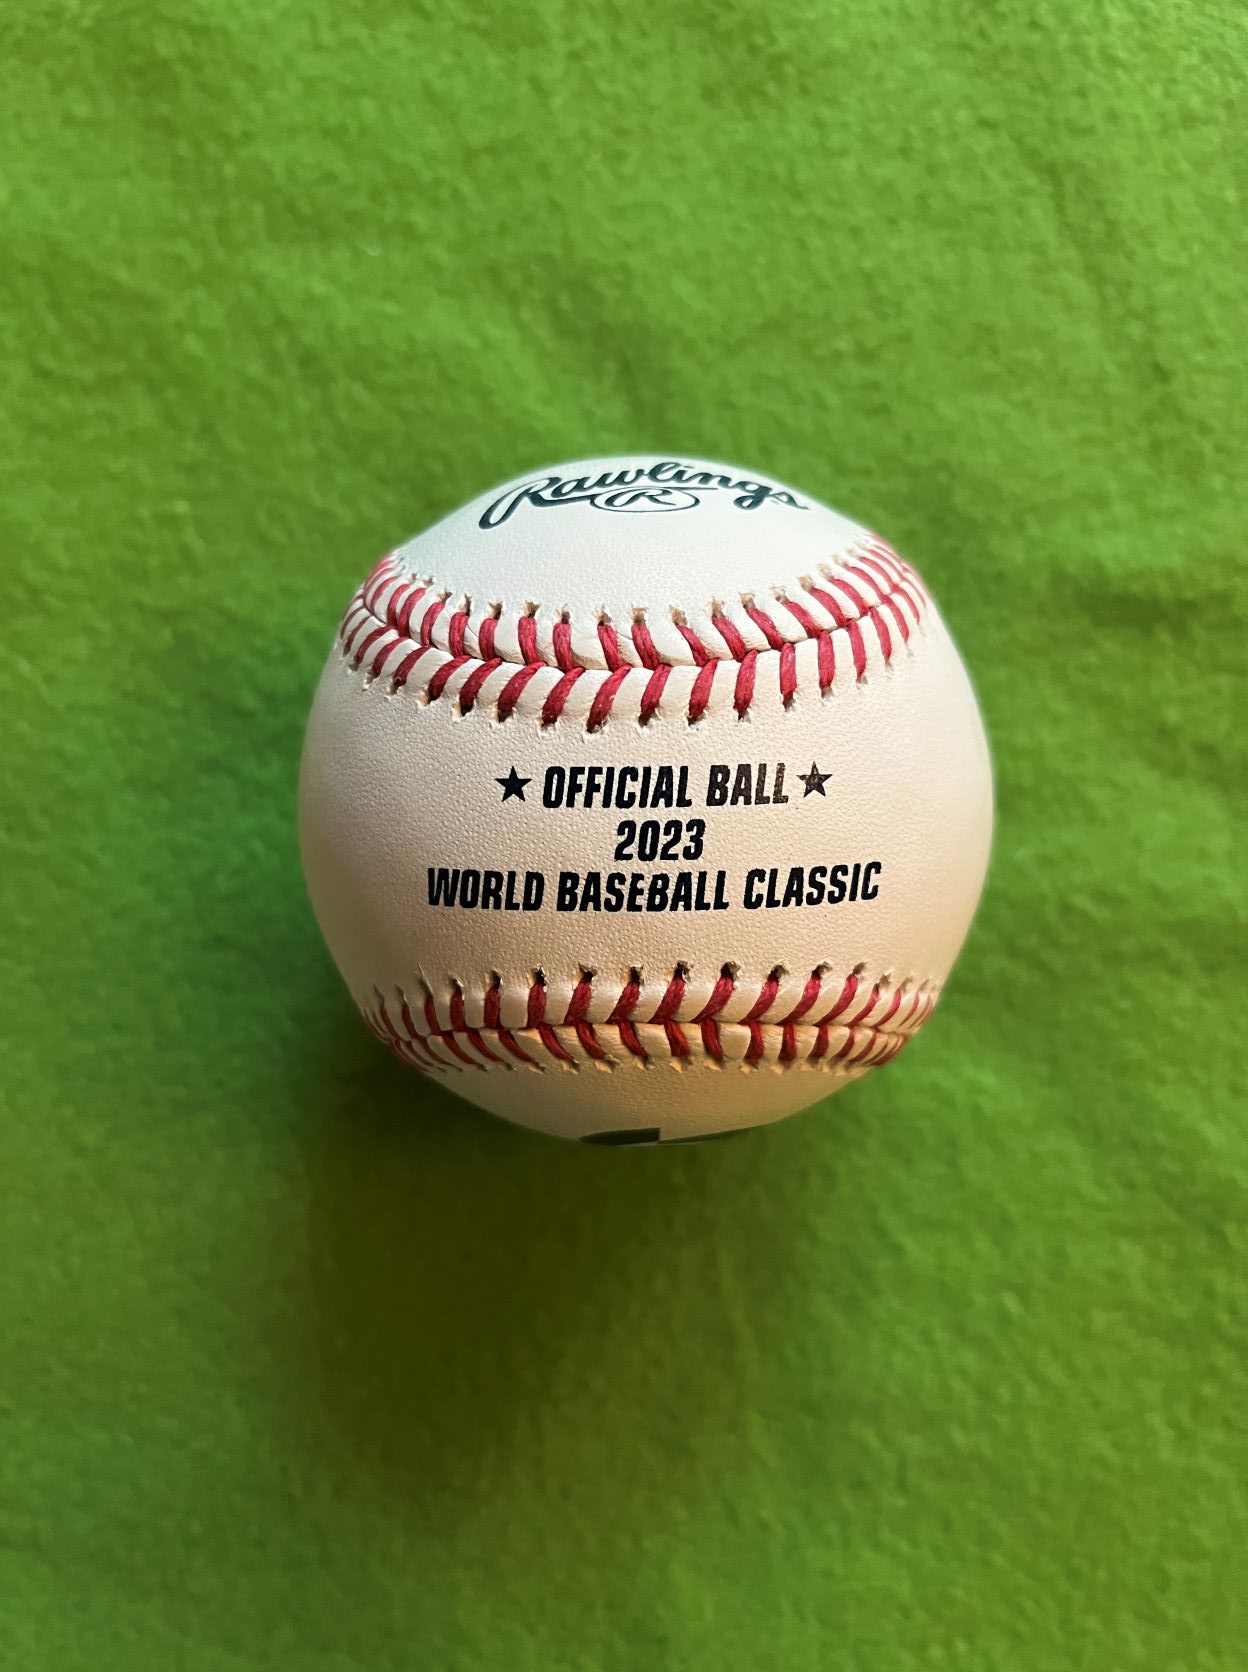 Rawlings
R
★ OFFICIAL BALL ★
2023
WORLD BASEBALL CLASSIC